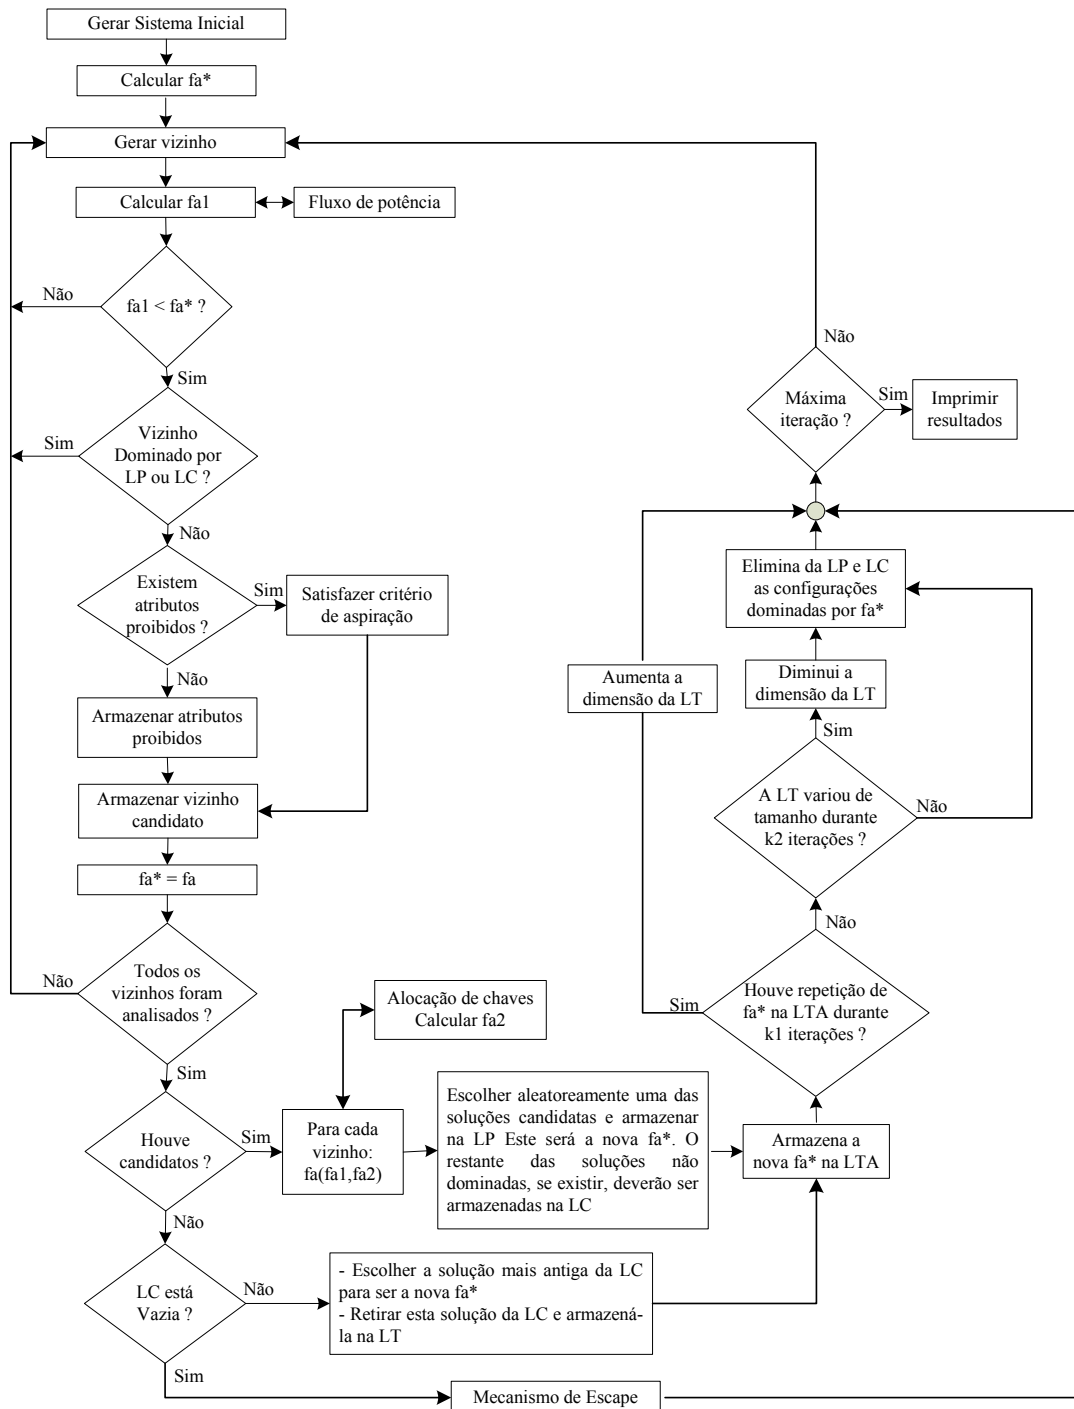 Gerar Sistema Inicial
Calcular fa*
Gerar vizinho
Calcular fa1
Fluxo de potência
Não
fa1 < fa* ?
Sim
Sim
Vizinho
Dominado por
LP ou LC ?
Não
Existem
atributos
proibidos ?
Sim
Satisfazer critério
de aspiração
Não
Armazenar atributos
proibidos
Armazenar vizinho
candidato
fa* = fa
Não
Todos os
vizinhos foram
analisados ?
Sim
Houve
candidatos ?
Sim
Para cada
vizinho:
fa(fa1,fa2)
Alocação de chaves
Calcular fa2
Escolher aleatoreamente uma das
soluções candidatas e armazenar
na LP Este será a nova fa*. O
restante das soluções não
dominadas, se existir, deverão ser
armazenadas na LC
Armazena a
nova fa* na LTA
Não
LC está
Vazia ?
Não
- Escolher a solução mais antiga da LC
para ser a nova fa*
- Retirar esta solução da LC e armazená-
la na LT
Sim
Mecanismo de Escape
Houve repetição de
fa* na LTA durante
k1 iterações ?
Sim
Não
Aumenta a
dimensão da LT
A LT variou de
tamanho durante
k2 iterações ?
Não
Sim
Diminui a
dimensão da LT
Elimina da LP e LC
as configurações
dominadas por fa*
Máxima
iteração ?
Não
Sim
Imprimir
resultados